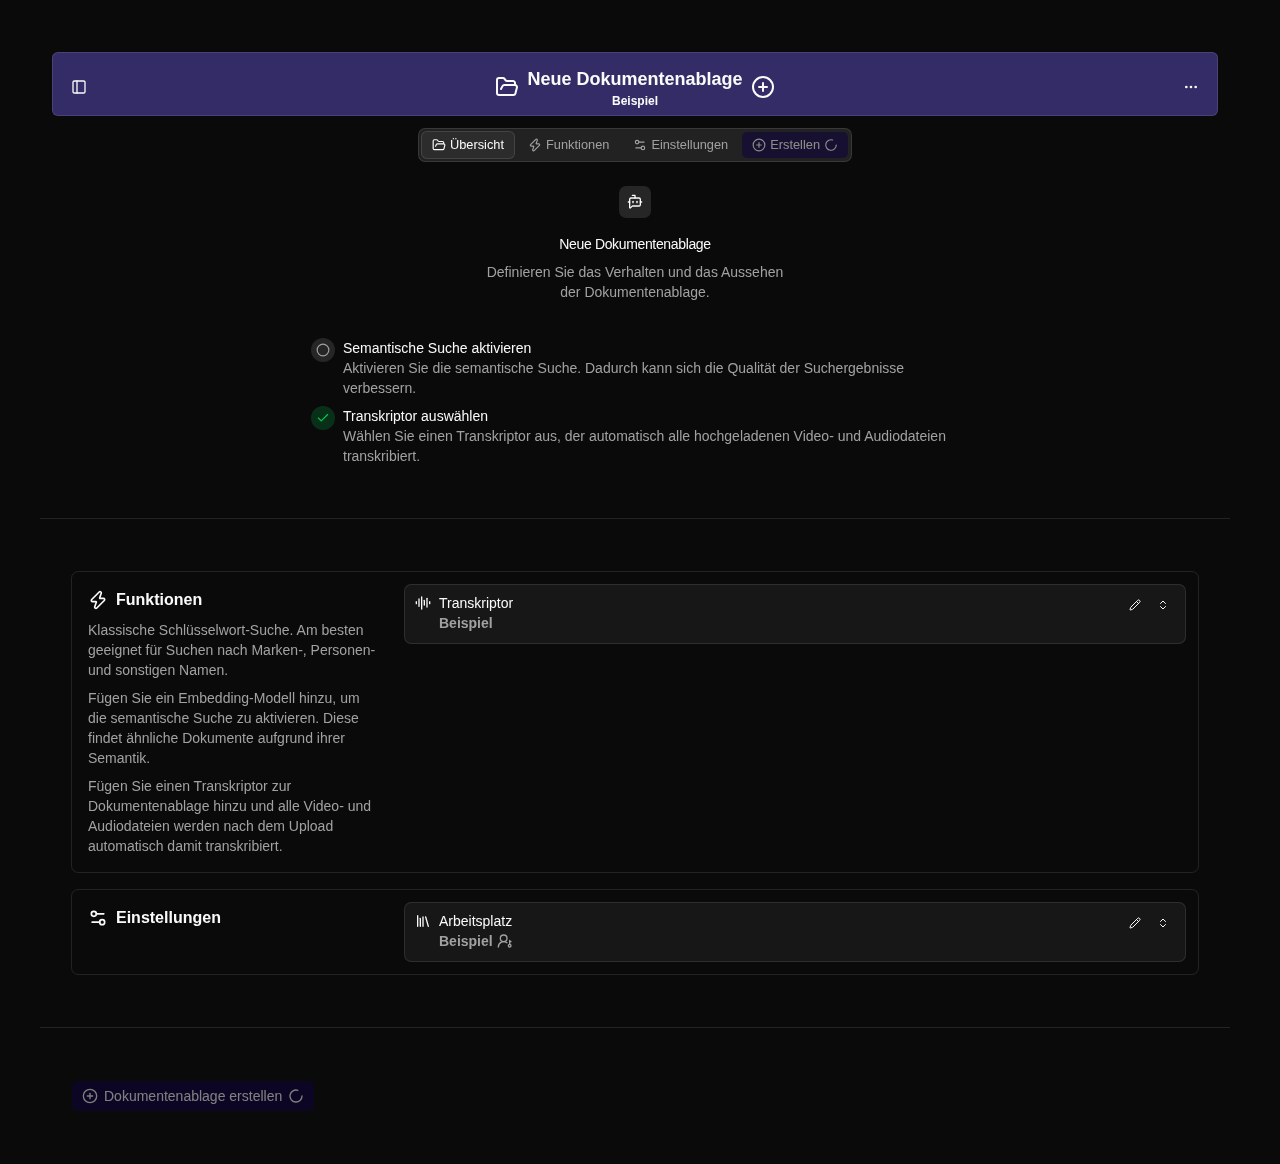 Neue Dokumentenablage
Beispiel
Übersicht
Funktionen
Einstellungen
Erstellen
Neue Dokumentenablage
Definieren Sie das Verhalten und das Aussehen
der Dokumentenablage.
Semantische Suche aktivieren
Aktivieren Sie die semantische Suche. Dadurch kann sich die Qualität der Suchergebnisse
verbessern.
Transkriptor auswählen
Wählen Sie einen Transkriptor aus, der automatisch alle hochgeladenen Video- und Audiodateien
transkribiert.
Funktionen
Klassische Schlüsselwort-Suche. Am besten
geeignet für Suchen nach Marken-, Personen-
und sonstigen Namen.
Fügen Sie ein Embedding-Modell hinzu, um
die semantische Suche zu aktivieren. Diese
findet ähnliche Dokumente aufgrund ihrer
Semantik.
Fügen Sie einen Transkriptor zur
Dokumentenablage hinzu und alle Video- und
Audiodateien werden nach dem Upload
automatisch damit transkribiert.
Transkriptor
Beispiel
Einstellungen
Arbeitsplatz
Beispiel
Dokumentenablage erstellen